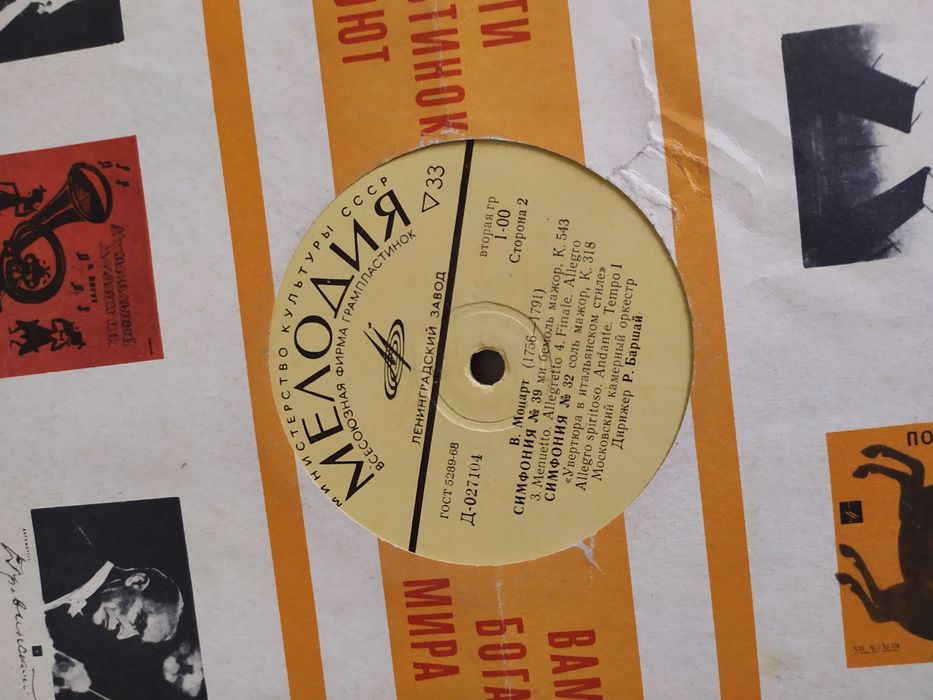 МИНИСТЕРСТВО КУЛЬТУРЫ СССР
МЕЛОДИЯ
ВСЕСОЮЗНАЯ ФИРМА ГРАМПЛАСТИНОК
33
ЛЕНИНГРАДСКИЙ ЗАВОД
ГОСТ 5289-68
Д-027104
вторая гр
1-00
Сторона 2
В. Моцарт (1756—1791)
СИМФОНИЯ № 39 ми бемоль мажор, К. 543
3. Menuetto. Allegretto 4. Finale. Allegro
СИМФОНИЯ № 32 соль мажор, К. 318
«Увертюра в итальянском стиле»
Allegro spiritoso. Andante. Tempo I
Московский камерный оркестр
Дирижер Р. Баршай
ТИ
СТИНОК
ЮТ
ВАМ
БОГА
МИРА
ПО